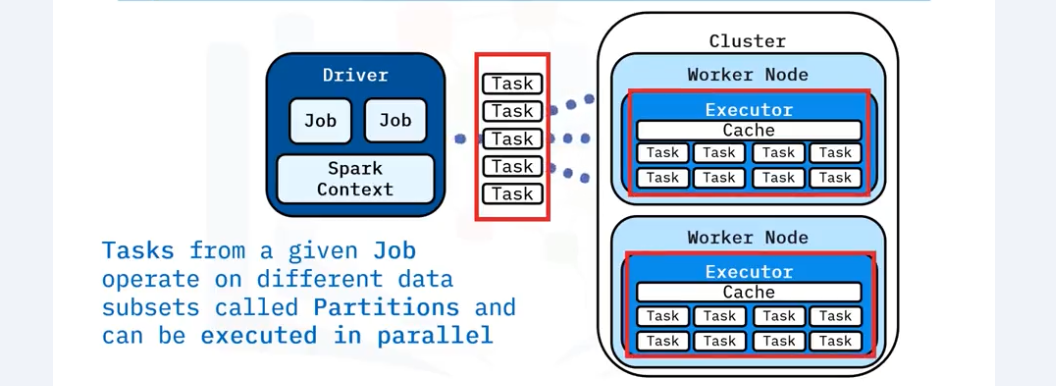 Driver
Job Job
Spark
Context
Task
Task
Task
Task
Task
Cluster
Worker Node
Executor
Cache
Task Task Task Task
Task Task Task Task
Worker Node
Executor
Cache
Task Task Task Task
Task Task Task Task
Tasks from a given Job
operate on different data
subsets called Partitions and
can be executed in parallel